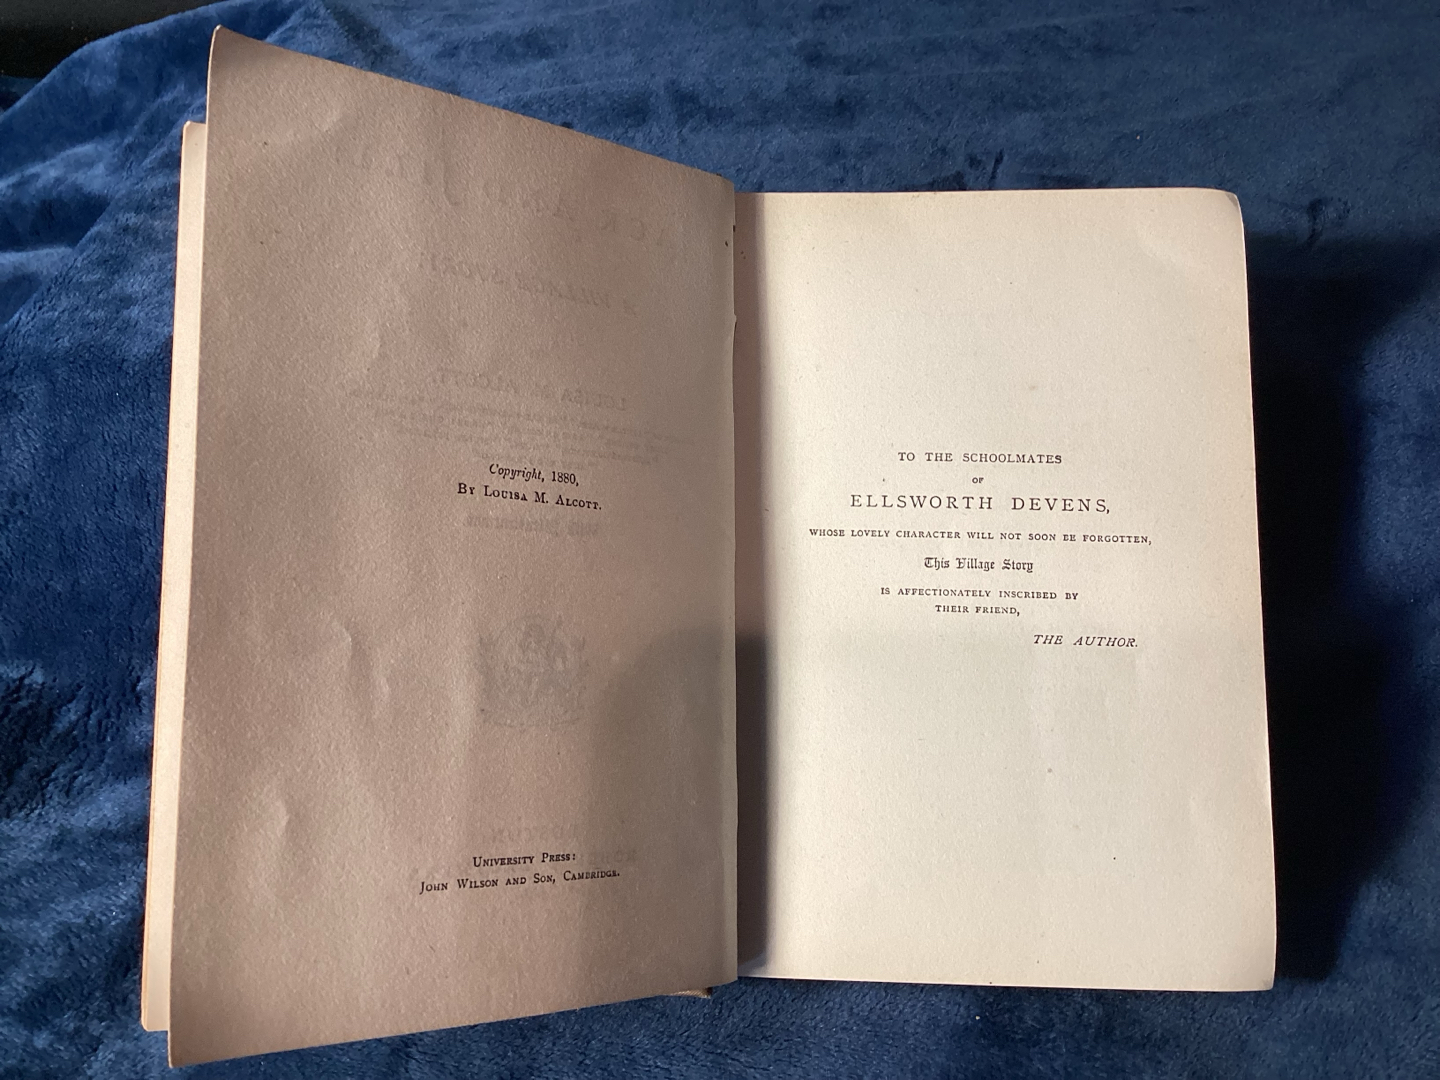 Copyright, 1880,
By Louisa M. Alcott.
University Press:
John Wilson and Son, Cambridge.
TO THE SCHOOLMATES
OF
ELLSWORTH DEVENS,
WHOSE LOVELY CHARACTER WILL NOT SOON BE FORGOTTEN,
This Village Story
IS AFFECTIONATELY INSCRIBED BY
THEIR FRIEND,
THE AUTHOR.